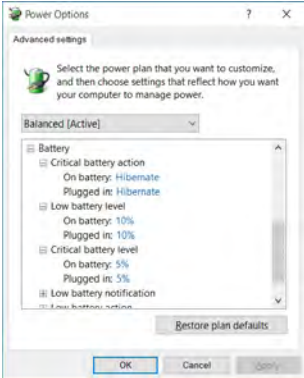 Power Options
? X
Advanced settings
Select the power plan that you want to customize,
and then choose settings that reflect how you want
your computer to manage power.
Balanced [Active]
Battery
Critical battery action
On battery: Hibernate
Plugged in: Hibernate
Low battery level
On battery: 10%
Plugged in: 10%
Critical battery level
On battery: 5%
Plugged in: 5%
Low battery notification
Low battery action
Restore plan defaults
OK Cancel Apply